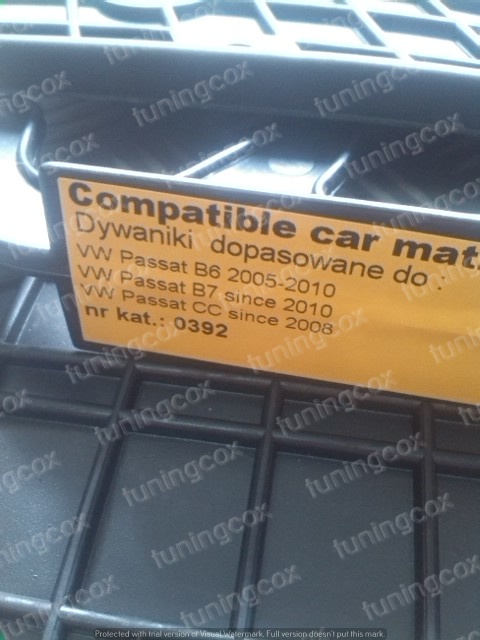 Compatible car mat
Dywaniki dopasowane do :
VW Passat B6 2005-2010
VW Passat B7 since 2010
VW Passat CC since 2008
nr kat.: 0392
tuningcox
Protected with trial version of Visual Watermark. Full version doesn't put this mark.